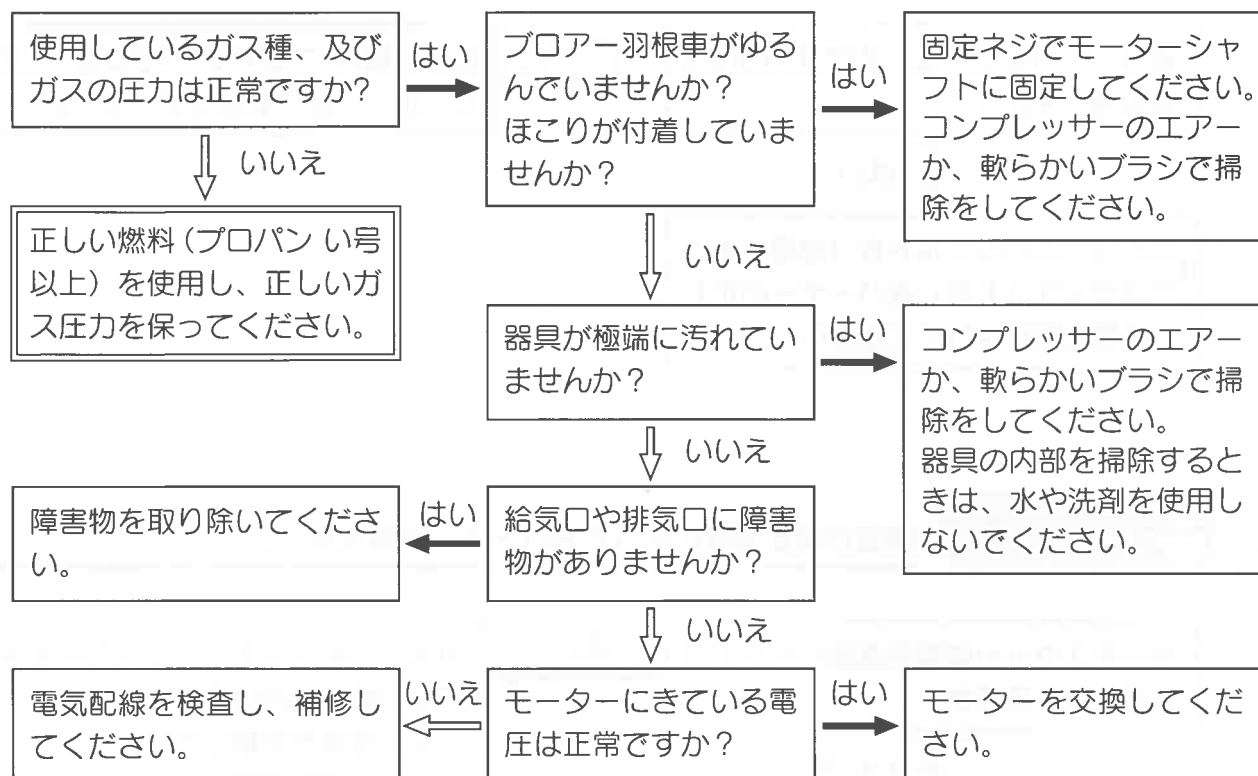 使用しているガス種、及び
ガスの圧力は正常ですか?
はい
ブロアー羽根車がゆる
んでいませんか?
ほこりが付着していま
せんか?
はい
固定ネジでモーターシャ
フトに固定してください。
コンプレッサーのエアー
か、軟らかいブラシで掃
除をしてください。
いいえ
正しい燃料(プロパン い号
以上)を使用し、正しいガ
ス圧力を保ってください。
いいえ
器具が極端に汚れてい
ませんか?
はい
コンプレッサーのエアー
か、軟らかいブラシで掃
除をしてください。
器具の内部を掃除すると
きは、水や洗剤を使用し
ないでください。
いいえ
給気口や排気口に障害
物がありませんか?
はい
障害物を取り除いてくださ
い。
いいえ
モーターにきている電
圧は正常ですか?
いいえ
電気配線を検査し、補修し
てください。
はい
モーターを交換してくだ
さい。